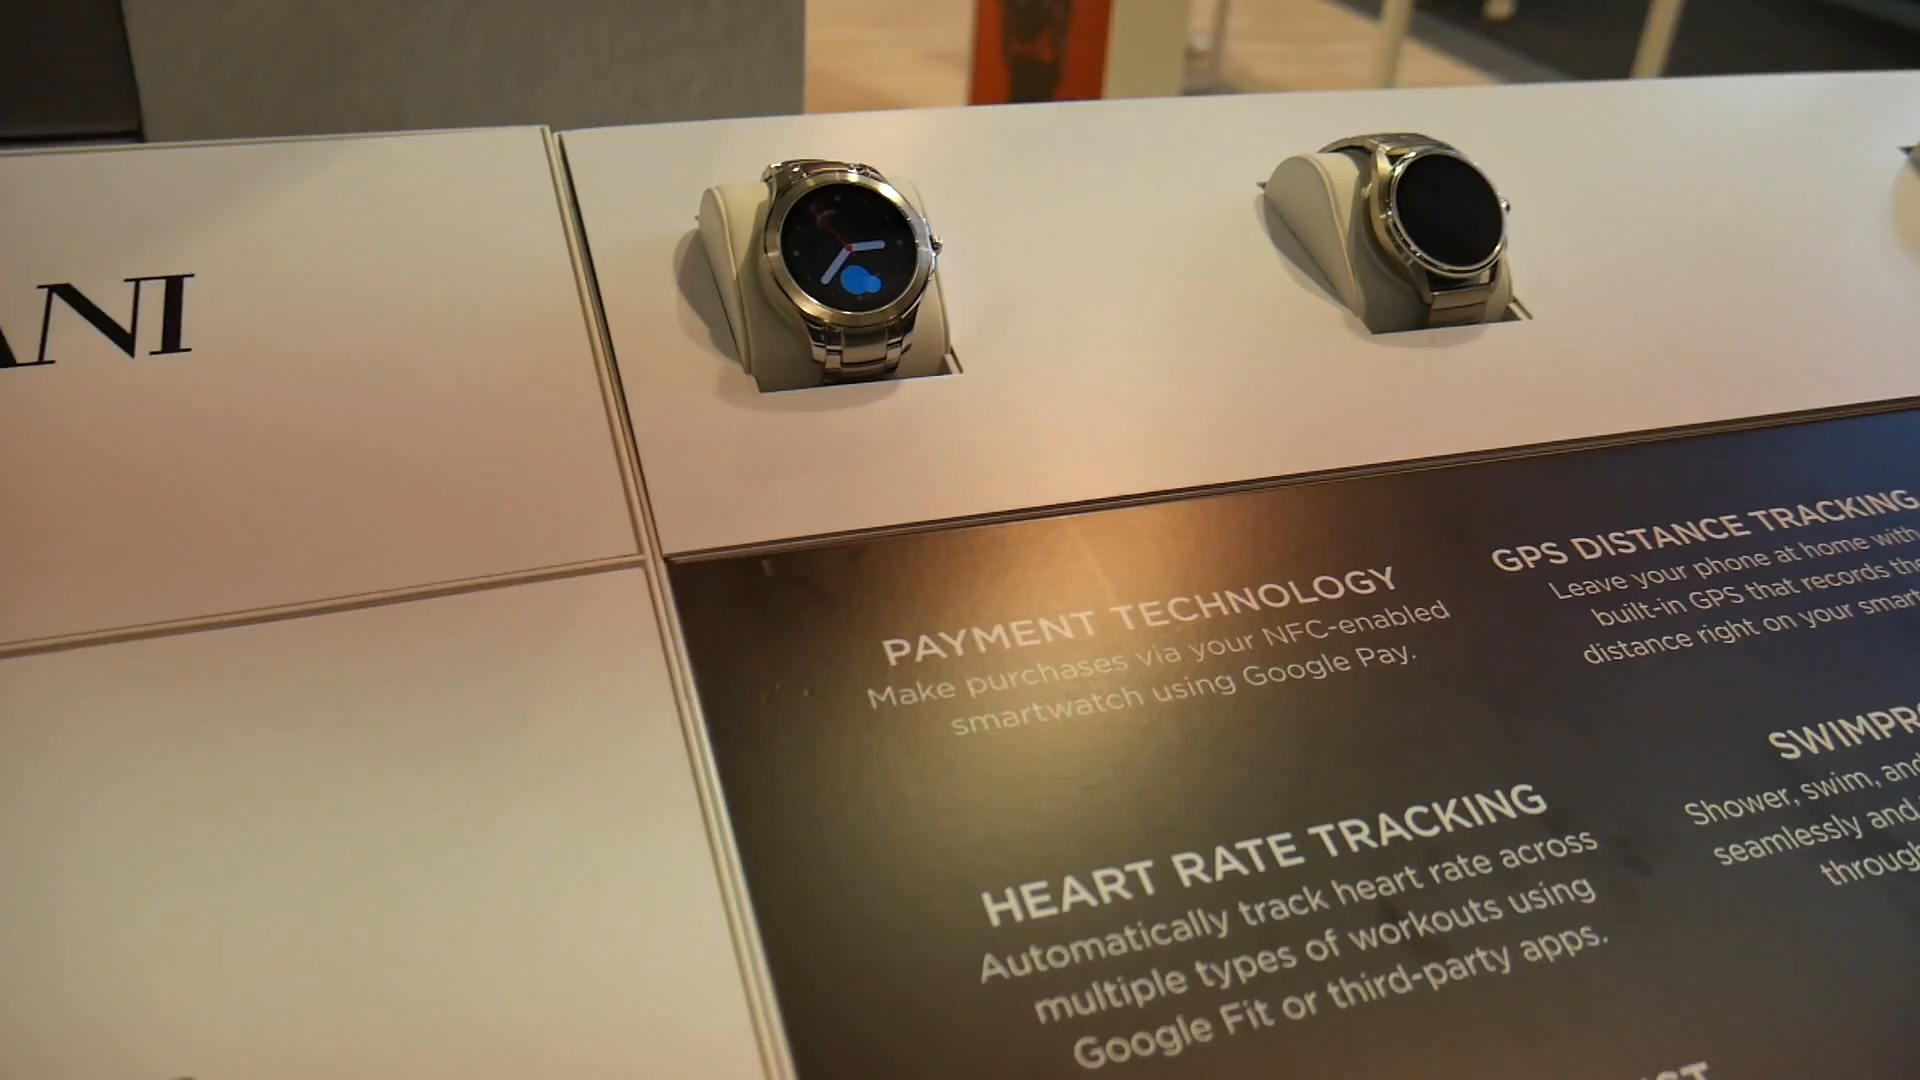 ANI
PAYMENT TECHNOLOGY
Make purchases via your NFC-enabled
smartwatch using Google Pay.
GPS DISTANCE TRACKING
Leave your phone at home with
built-in GPS that records the
distance right on your smart
HEART RATE TRACKING
Automatically track heart rate across
multiple types of workouts using
Google Fit or third-party apps.
SWIMPRO
Shower, swim, and
seamlessly and
through